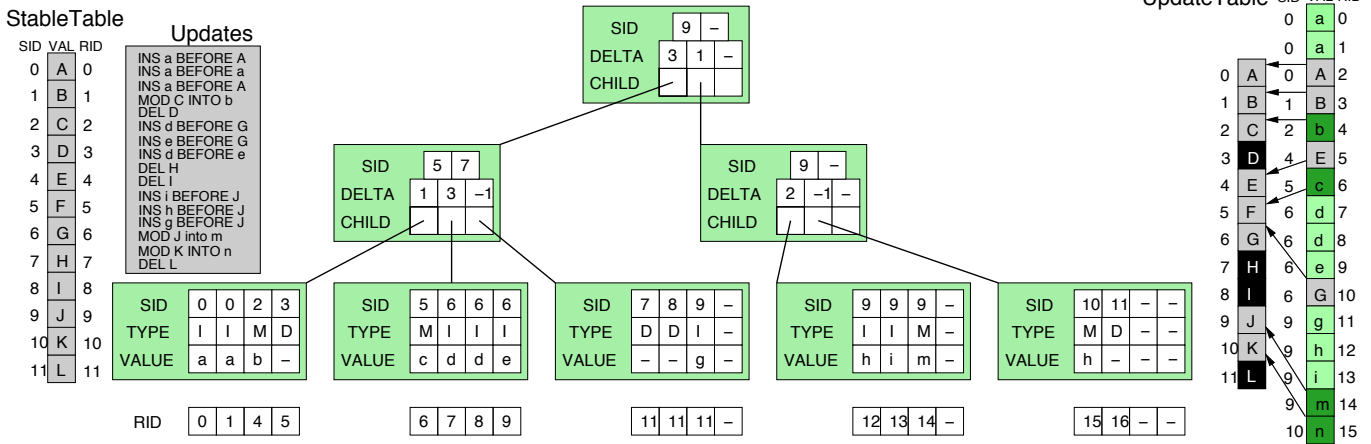 StableTable
SID VAL RID
0 A 0
1 B 1
2 C 2
3 D 3
4 E 4
5 F 5
6 G 6
7 H 7
8 I 8
9 J 9
10 K 10
11 L 11
Updates
INS a BEFORE A
INS a BEFORE a
INS a BEFORE A
MOD C INTO b
DEL D
INS d BEFORE G
INS e BEFORE G
INS d BEFORE e
DEL H
DEL I
INS i BEFORE J
INS h BEFORE J
INS g BEFORE J
MOD J into m
MOD K INTO n
DEL L
SID 9 –
DELTA 3 1 –
CHILD
SID 5 7
DELTA 1 3 –1
CHILD
SID 9 –
DELTA 2 –1 –
CHILD
SID 0 0 2 3
TYPE I I M D
VALUE a a b –
SID 5 6 6 6
TYPE M I I I
VALUE c d d e
SID 7 8 9 –
TYPE D D I –
VALUE – – g –
SID 9 9 9 –
TYPE I I M –
VALUE h i m –
SID 10 11 – –
TYPE M D – –
VALUE h – – –
RID 0 1 4 5
6 7 8 9
11 11 11 –
12 13 14 –
15 16 – –
UpdateTable
SID VAL RID
0 a 0
0 a 1
0 A 0 A 2
1 B 1 B 3
2 C 2 b 4
3 D 4 E 5
4 E 5 c 6
5 F 6 d 7
6 G 6 d 8
7 H 6 e 9
8 I 6 G 10
9 J 9 g 11
10 K 9 h 12
11 L 9 i 13
9 m 14
10 n 15